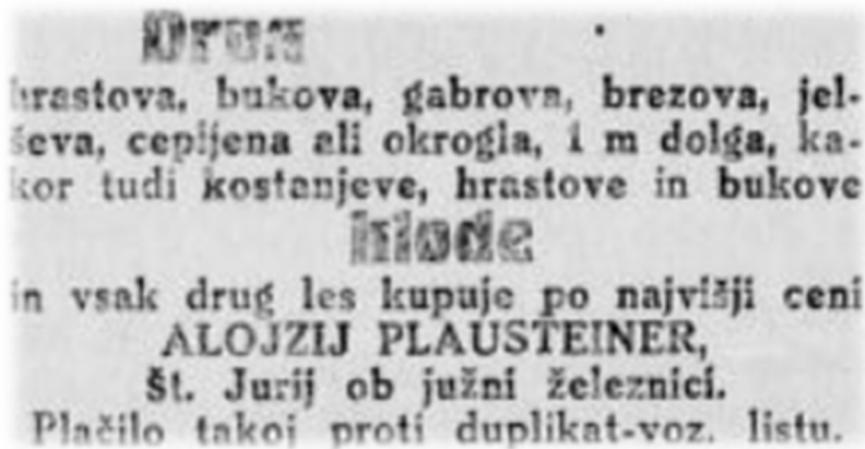 Drva
hrastova, bukova, gabrova, brezova, jel-
ševa, cepljena ali okrogla, 1 m dolga, ka-
kor tudi kostanjeve, hrastove in bukove
hlode
in vsak drug les kupuje po najvišji ceni
ALOJZIJ PLAUSTEINER,
Št. Jurij ob južni železnici.
Plačilo takoj proti duplikat-voz. listu.